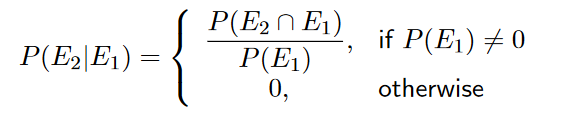 P(E₂|E₁) = { P(E₂ ∩ E₁) / P(E₁), if P(E₁) ≠ 0
0, otherwise